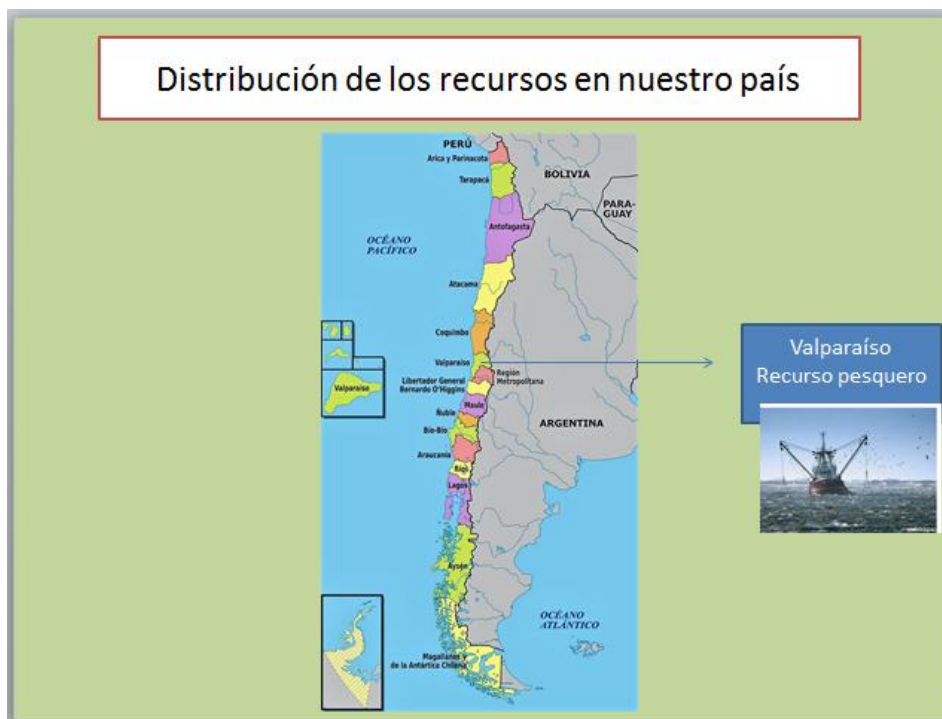 Distribución de los recursos en nuestro país
PERÚ
Arica y Parinacota
BOLIVIA
Tarapacá
PARA-
GUAY
Antofagasta
OCÉANO
PACÍFICO
Atacama
Coquimbo
Valparaíso
Región
Metropolitana
Libertador General
Bernardo O'Higgins
Valparaíso
Maule
Ñuble
ARGENTINA
Bío-Bío
Araucanía
Ríos
Lagos
Aysén
OCÉANO
ATLÁNTICO
Magallanes y
de la Antártica Chilena
Valparaíso
Recurso pesquero